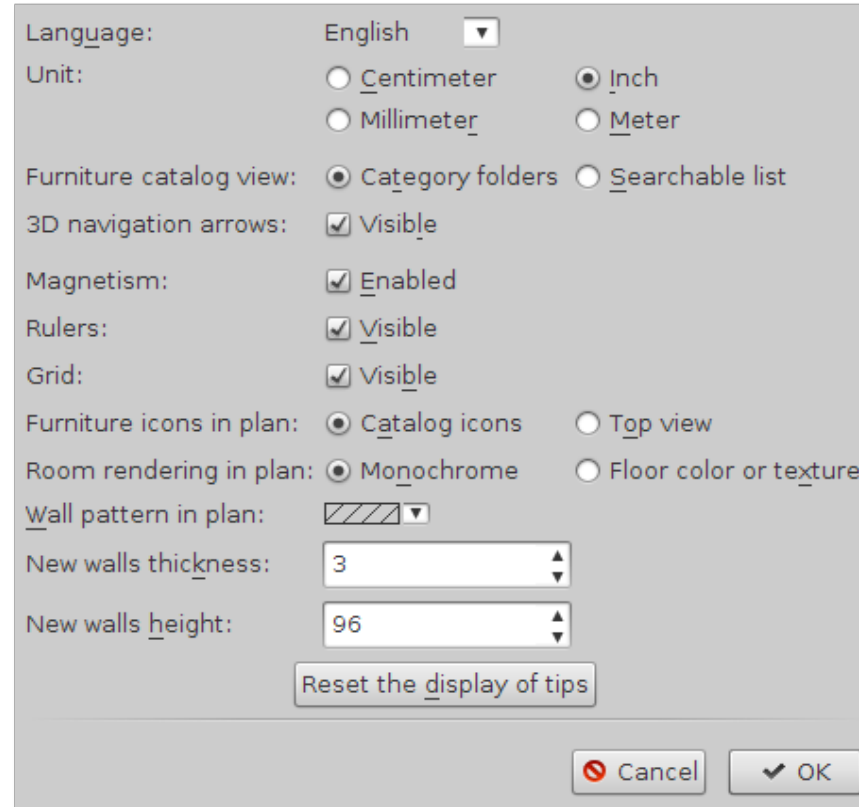 Language: English
Unit: Centimeter Inch
Millimeter Meter
Furniture catalog view: Category folders Searchable list
3D navigation arrows: Visible
Magnetism: Enabled
Rulers: Visible
Grid: Visible
Furniture icons in plan: Catalog icons Top view
Room rendering in plan: Monochrome Floor color or texture
Wall pattern in plan:
New walls thickness: 3
New walls height: 96
Reset the display of tips
Cancel OK